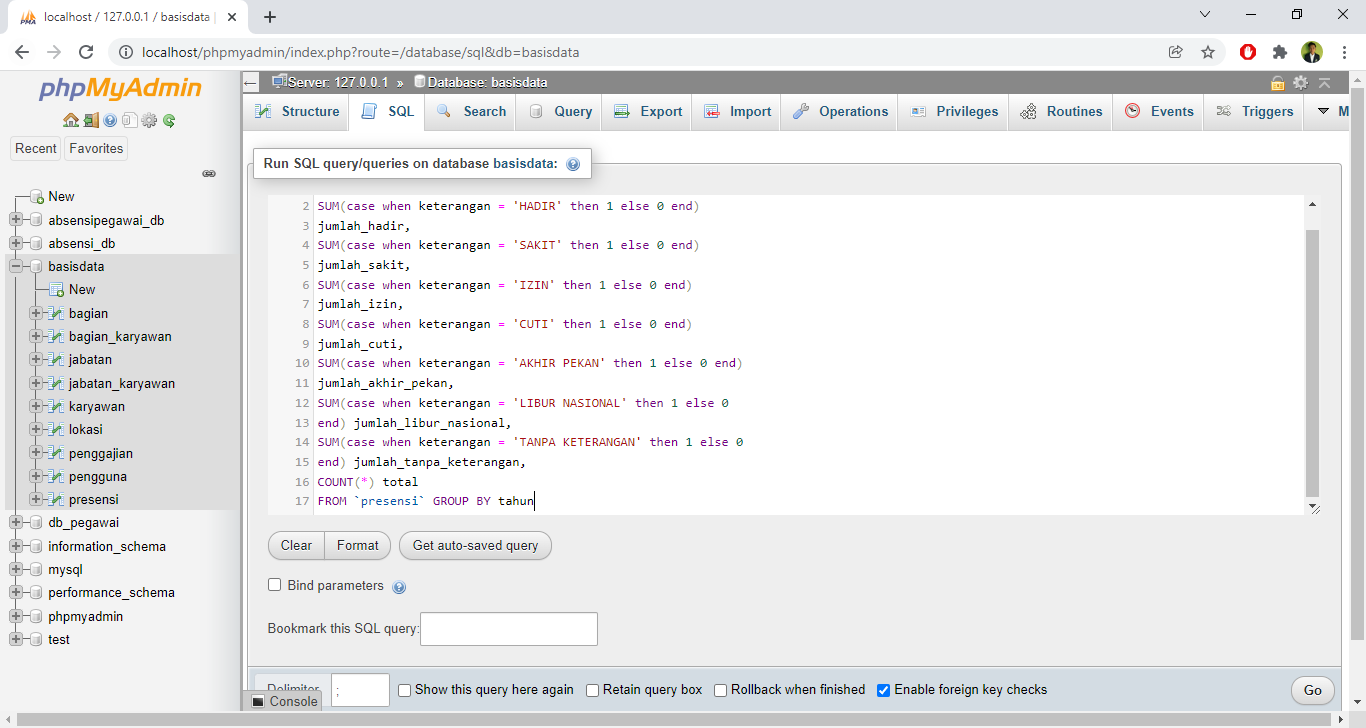 localhost / 127.0.0.1 / basisdata |
localhost/phpmyadmin/index.php?route=/database/sql&db=basisdata
phpMyAdmin
Recent
Favorites
New
absensipegawai_db
absensi_db
basisdata
New
bagian
bagian_karyawan
jabatan
jabatan_karyawan
karyawan
lokasi
penggajian
pengguna
presensi
db_pegawai
information_schema
mysql
performance_schema
phpmyadmin
test
Server: 127.0.0.1 » Database: basisdata
Structure SQL Search Query Export Import Operations Privileges Routines Events Triggers M
Run SQL query/queries on database basisdata:
2 SUM(case when keterangan = 'HADIR' then 1 else 0 end)
3 jumlah_hadir,
4 SUM(case when keterangan = 'SAKIT' then 1 else 0 end)
5 jumlah_sakit,
6 SUM(case when keterangan = 'IZIN' then 1 else 0 end)
7 jumlah_izin,
8 SUM(case when keterangan = 'CUTI' then 1 else 0 end)
9 jumlah_cuti,
10 SUM(case when keterangan = 'AKHIR PEKAN' then 1 else 0 end)
11 jumlah_akhir_pekan,
12 SUM(case when keterangan = 'LIBUR NASIONAL' then 1 else 0
13 end) jumlah_libur_nasional,
14 SUM(case when keterangan = 'TANPA KETERANGAN' then 1 else 0
15 end) jumlah_tanpa_keterangan,
16 COUNT(*) total
17 FROM `presensi` GROUP BY tahun
Clear Format Get auto-saved query
Bind parameters
Bookmark this SQL query:
Delimiter ; Show this query here again Retain query box Rollback when finished Enable foreign key checks Go
Console